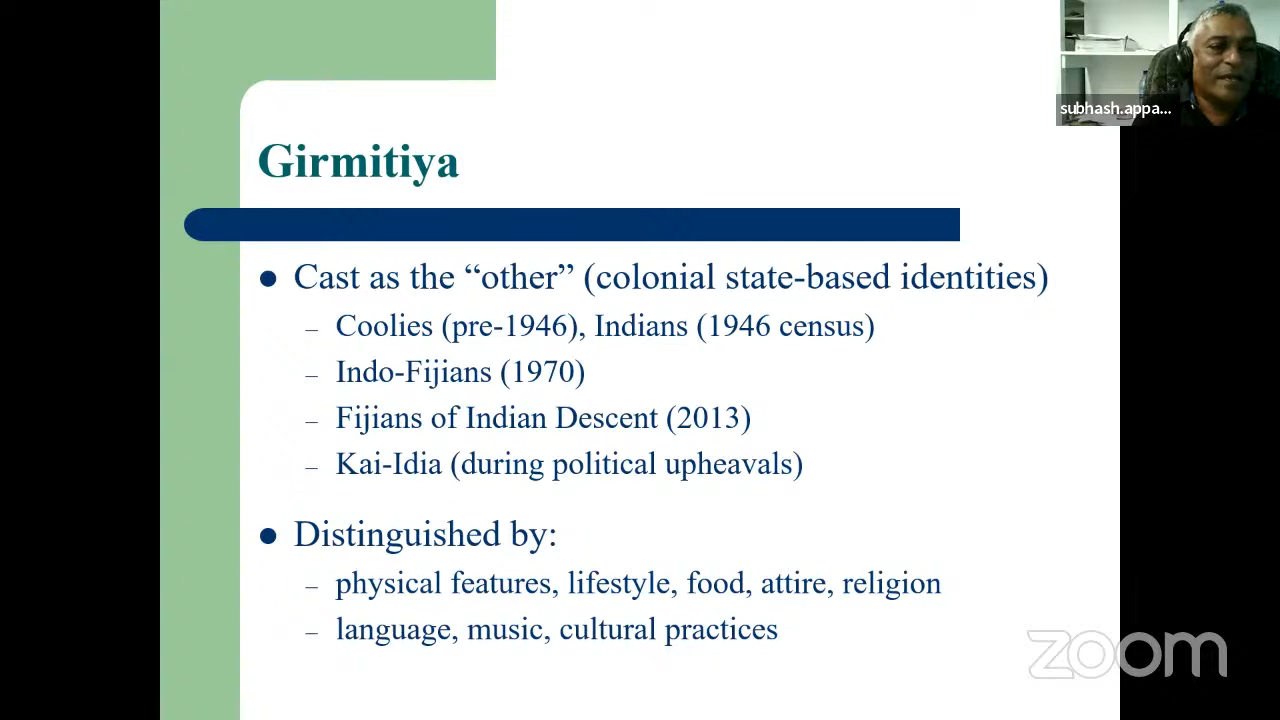 subhash.appa...
Girmitiya
Cast as the “other” (colonial state-based identities)
– Coolies (pre-1946), Indians (1946 census)
– Indo-Fijians (1970)
– Fijians of Indian Descent (2013)
– Kai-Idia (during political upheavals)
Distinguished by:
– physical features, lifestyle, food, attire, religion
– language, music, cultural practices
zoom